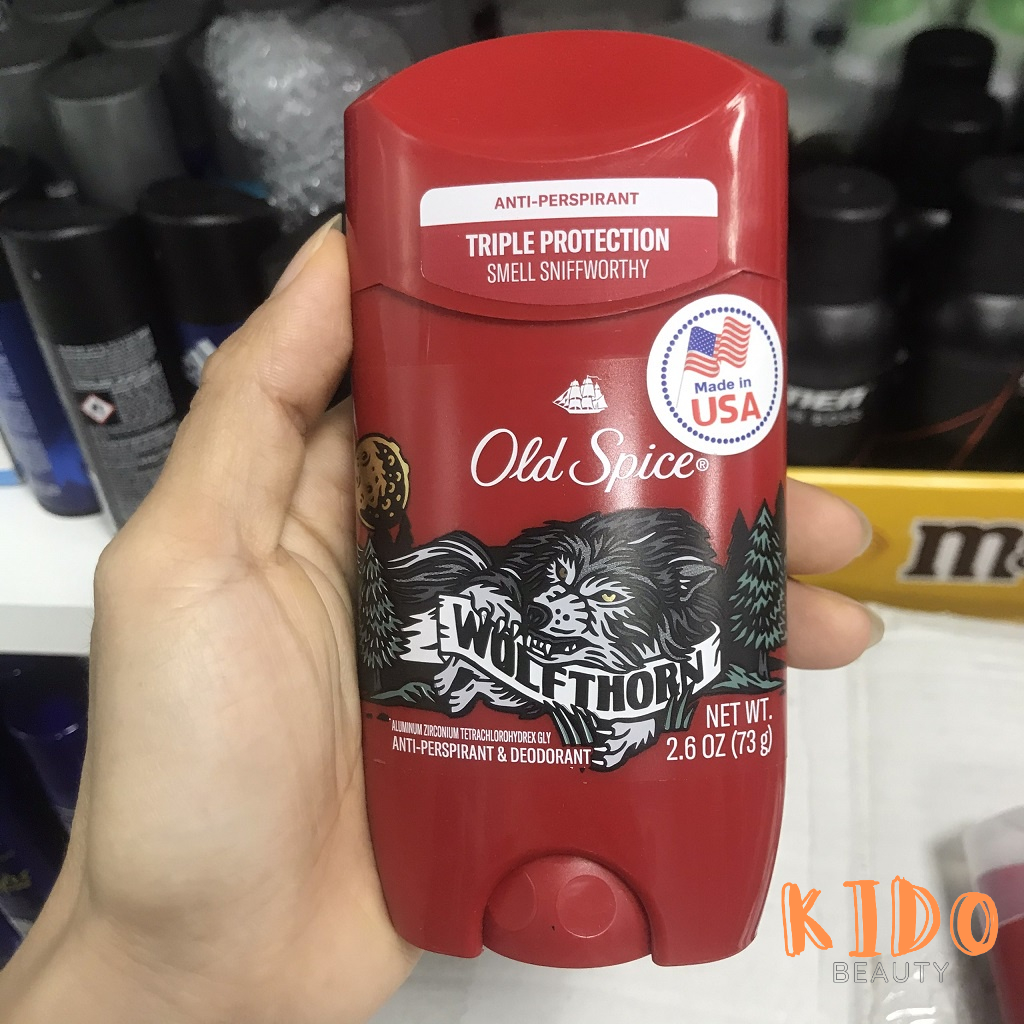 ANTI-PERSPIRANT
TRIPLE PROTECTION
SMELL SNIFFWORTHY
Made in
USA
Old Spice®
WOLFTHORN
ALUMINUM ZIRCONIUM TETRACHLOROHYDREX GLY
ANTI-PERSPIRANT & DEODORANT
NET WT.
2.6 OZ (73 g)
KIDO
BEAUTY